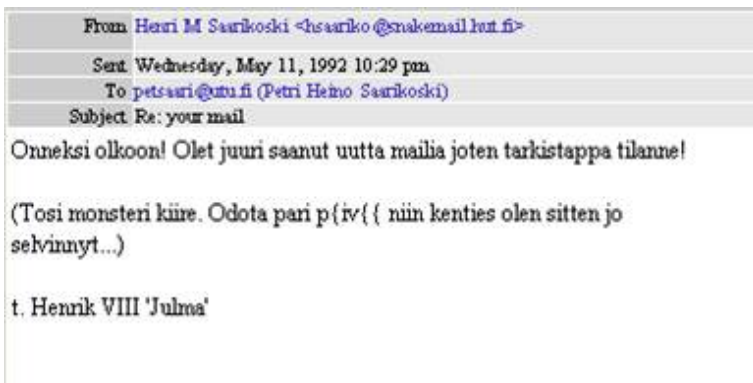 From Henri M Saarikoski <hsaariko@snakemail.hut.fi>
Sent Wednesday, May 11, 1992 10:29 pm
To petsaari@utu.fi (Petri Heino Saarikoski)
Subject Re: your mail
Onneksi olkoon! Olet juuri saanut uutta mailia joten tarkistappa tilanne!
(Tosi monsteri kiire. Odota pari p{iv{{ niin kenties olen sitten jo
selvinnyt...)
t. Henrik VIII 'Julma'